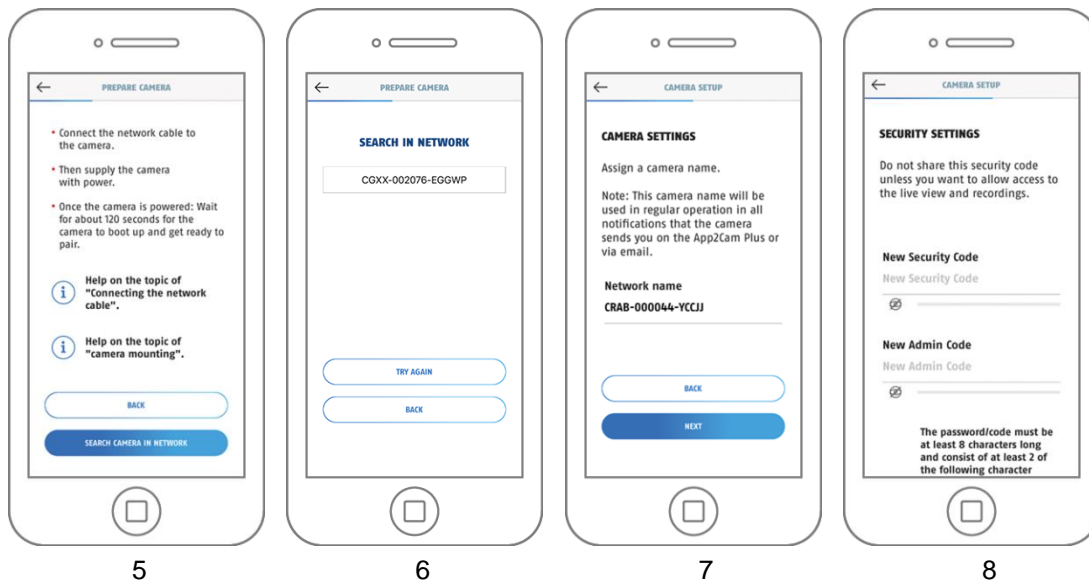 PREPARE CAMERA
• Connect the network cable to
the camera.
• Then supply the camera
with power.
• Once the camera is powered: Wait
for about 120 seconds for the
camera to boot up and get ready to
pair.
i
Help on the topic of
"Connecting the network
cable".
i
Help on the topic of
"camera mounting".
BACK
SEARCH CAMERA IN NETWORK
5
PREPARE CAMERA
SEARCH IN NETWORK
CGXX-002076-EGGWP
TRY AGAIN
BACK
6
CAMERA SETUP
CAMERA SETTINGS
Assign a camera name.
Note: This camera name will be
used in regular operation in all
notifications that the camera
sends you on the App2Cam Plus or
via email.
Network name
CRAB-000044-YCCJJ
BACK
NEXT
7
CAMERA SETUP
SECURITY SETTINGS
Do not share this security code
unless you want to allow access to
the live view and recordings.
New Security Code
New Security Code
New Admin Code
New Admin Code
The password/code must be
at least 8 characters long
and consist of at least 2 of
the following character
8